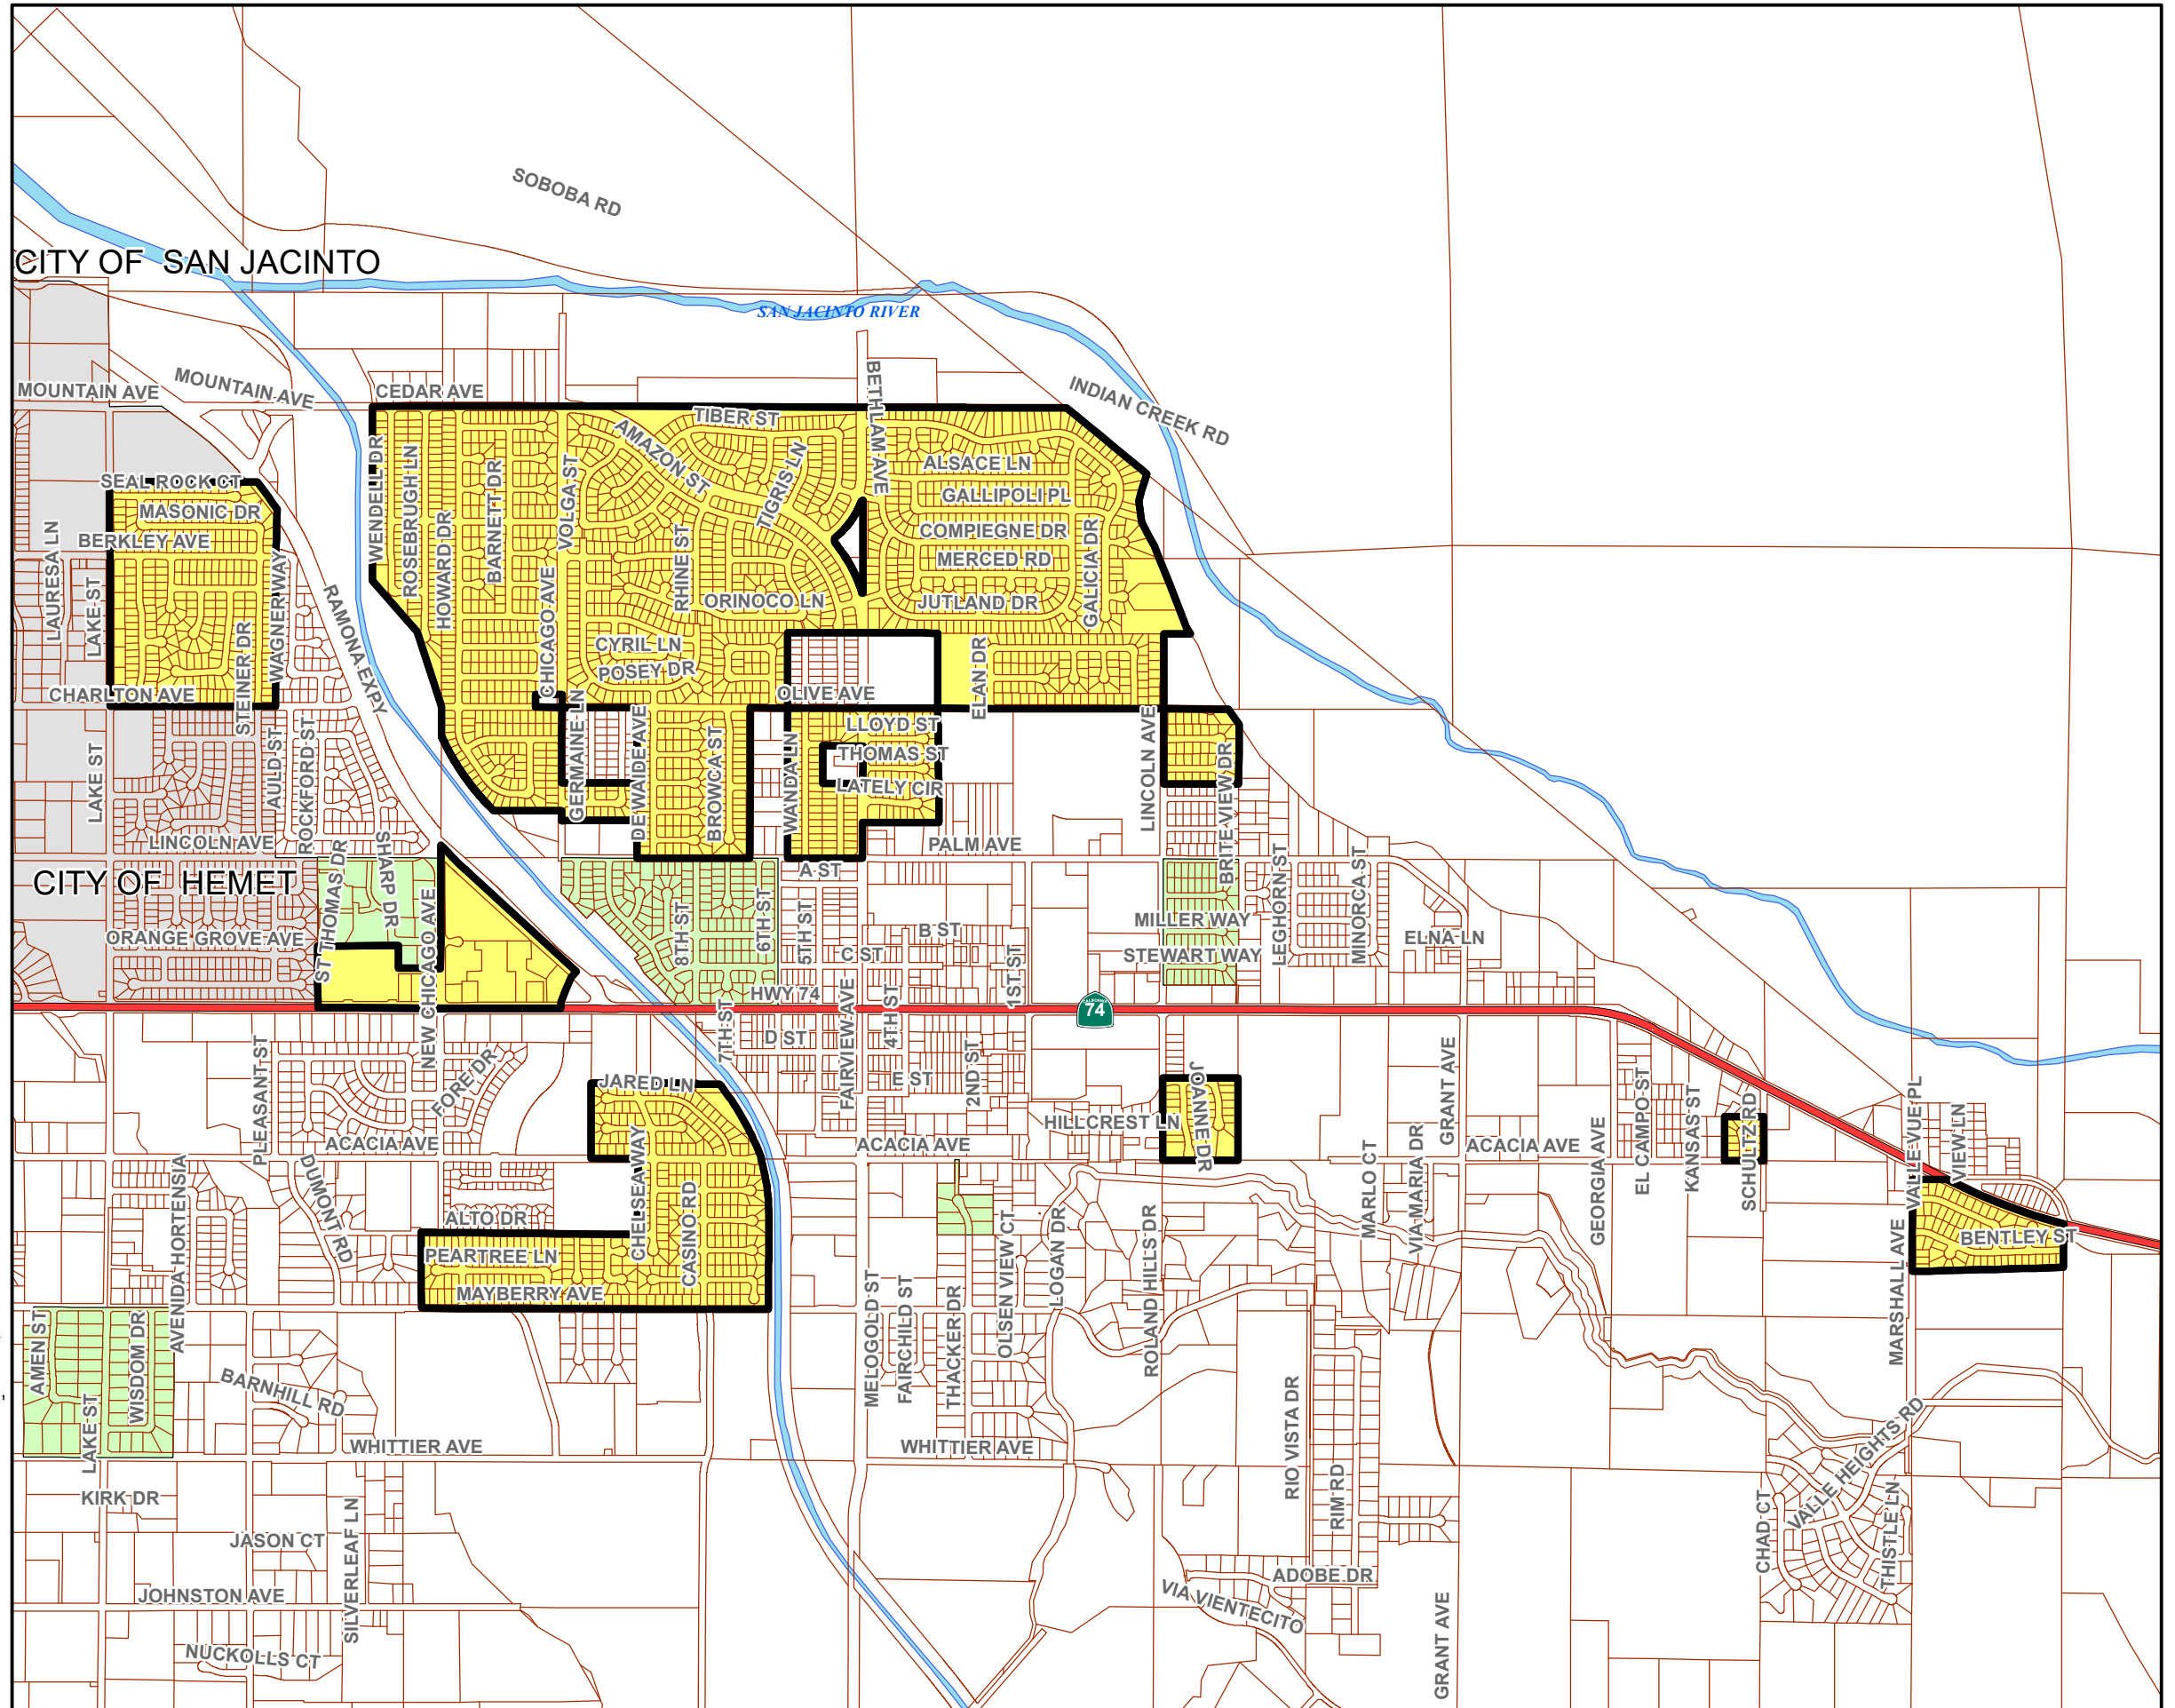 SOBOBA RD
CITY OF SAN JACINTO
SAN JACINTO RIVER
MOUNTAIN AVE
MOUNTAIN AVE
CEDAR AVE
TIBER ST
BETHLAM AVE
INDIAN CREEK RD
AMAZON ST
TIGRIS LN
ALSACE LN
GALLIPOLI PL
COMPIEGNE DR
MERCED RD
JUTLAND DR
GALICIA DR
WENDELL DR
ROSEBRUGH LN
HOWARD DR
BARNETT DR
VOLGA ST
CHICAGO AVE
RHINE ST
ORINOCO LN
CYRIL LN
POSEY DR
SEAL ROCK CT
MASONIC DR
BERKLEY AVE
LAURESA LN
LAKE ST
STEINER DR
WAGNER WAY
RAMONA EXPY
CHARLTON AVE
OLIVE AVE
ELAN DR
GERMAINE LN
DEWAIDE AVE
BROWCA ST
WANDA LN
LLOYD ST
THOMAS ST
LATELY CIR
LINCOLN AVE
BRITE VIEW DR
LAKE ST
AULD ST
ROCKFORD ST
LINCOLN AVE
SHARP DR
PALM AVE
A ST
CITY OF HEMET
ST THOMAS DR
NEW CHICAGO AVE
ORANGE GROVE AVE
8TH ST
6TH ST
5TH ST
B ST
C ST
1ST ST
MILLER WAY
STEWART WAY
LEGHORN ST
MINORCA ST
ELNA LN
HWY 74
CALIFORNIA
74
7TH ST
D ST
FAIRVIEW AVE
4TH ST
E ST
2ND ST
PLEASANT ST
FORE DR
JARED LN
ACACIA AVE
ACACIA AVE
HILLCREST LN
JOANNE DR
GRANT AVE
ACACIA AVE
EL CAMPO ST
KANSAS ST
SCHULTZ RD
VALLE VUE PL
VIEW LN
AVENIDA HORTENSIA
DUMONT RD
ALTO DR
CHELSEA WAY
CASINO RD
PEARTREE LN
MAYBERRY AVE
MARLO CT
VIA MARIA DR
GEORGIA AVE
BENTLEY ST
MARSHALL AVE
MELOGOLD ST
FAIRCHILD ST
THACKER DR
OLSEN VIEW CT
LOGAN DR
ROLAND HILLS DR
AMEN ST
LAKE ST
WISDOM DR
BARNHILL RD
WHITTIER AVE
WHITTIER AVE
RIO VISTA DR
RIM RD
VALLE HEIGHTS RD
CHAD CT
THISTLE LN
KIRK DR
JASON CT
SILVERLEAF LN
JOHNSTON AVE
NUCKOLLS CT
ADOBE DR
VIA VIENTECITO
GRANT AVE